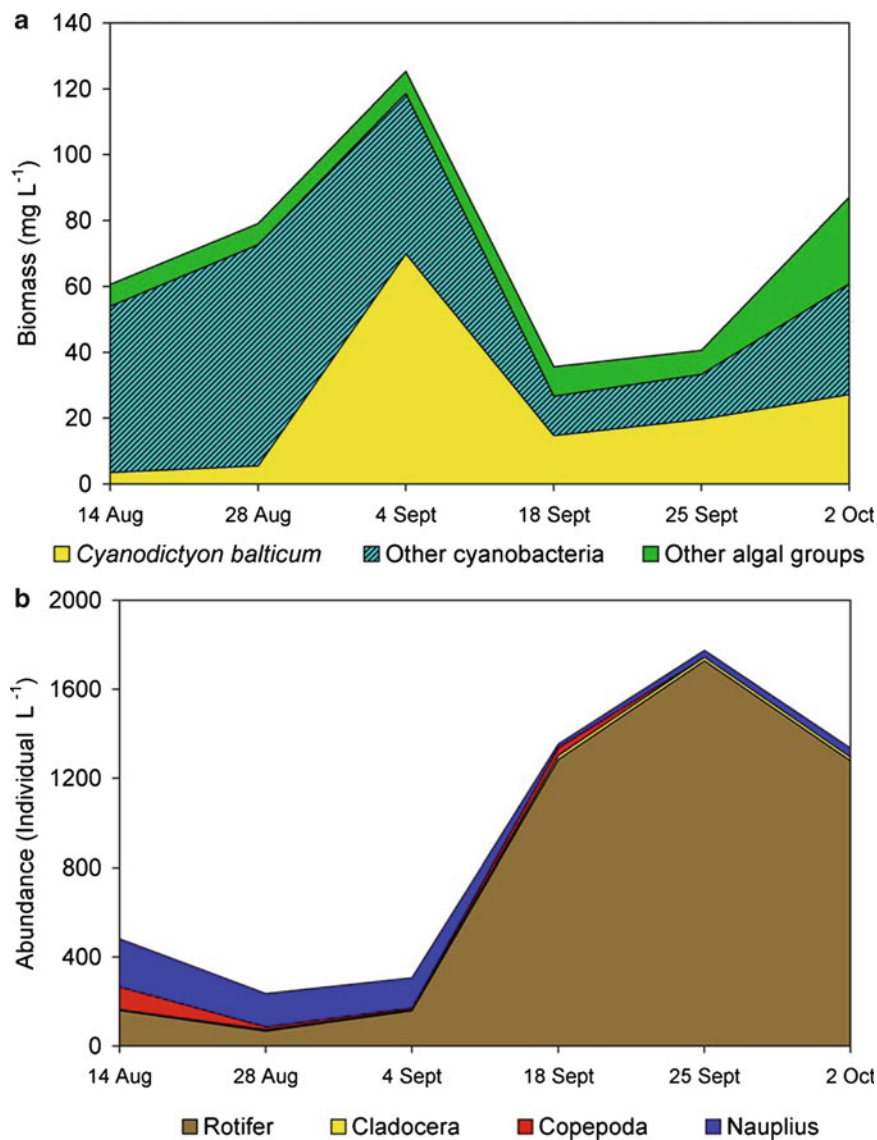 a
140
120
100
80
60
40
20
0
Biomass (mg L⁻¹)
14 Aug 28 Aug 4 Sept 18 Sept 25 Sept 2 Oct
Cyanodictyon balticum Other cyanobacteria Other algal groups
b
2000
1600
1200
800
400
0
Abundance (Individual L⁻¹)
14 Aug 28 Aug 4 Sept 18 Sept 25 Sept 2 Oct
Rotifer Cladocera Copepoda Nauplius